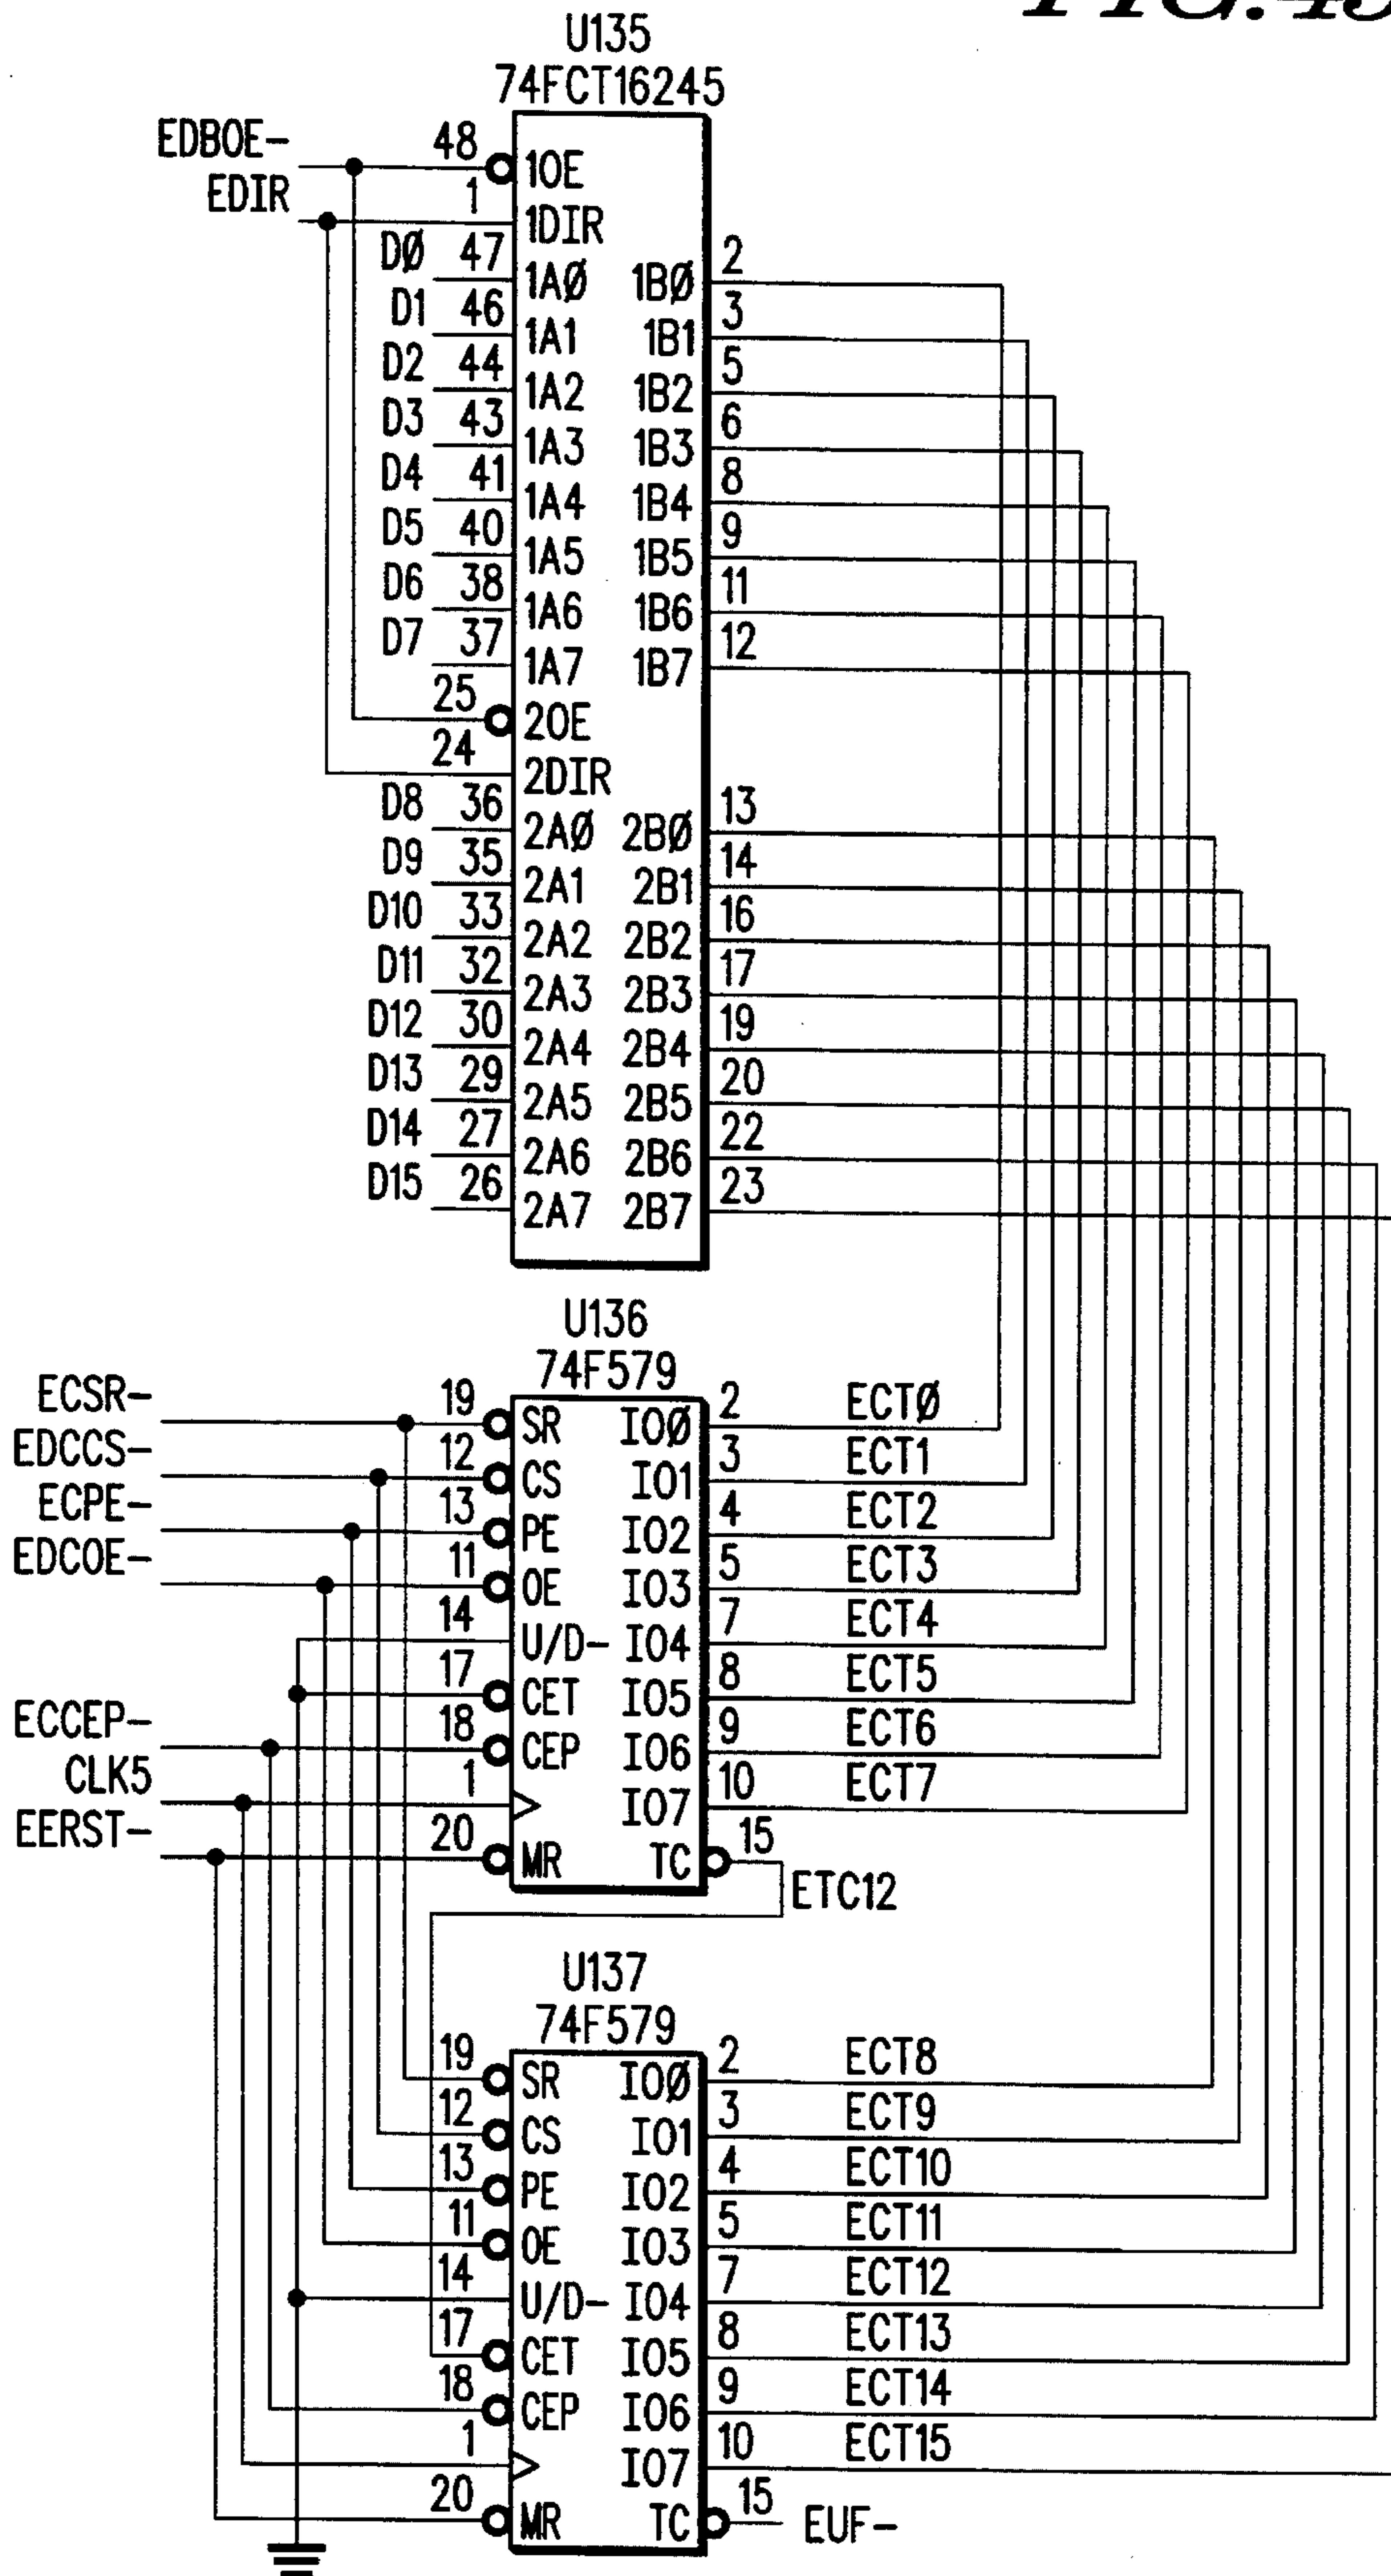 U135
74FCT16245
EDBOE- 48 1OE
EDIR 1 1DIR
DØ 47 1AØ 1BØ 2
D1 46 1A1 1B1 3
D2 44 1A2 1B2 5
D3 43 1A3 1B3 6
D4 41 1A4 1B4 8
D5 40 1A5 1B5 9
D6 38 1A6 1B6 11
D7 37 1A7 1B7 12
25 2OE
24 2DIR
D8 36 2AØ 2BØ 13
D9 35 2A1 2B1 14
D10 33 2A2 2B2 16
D11 32 2A3 2B3 17
D12 30 2A4 2B4 19
D13 29 2A5 2B5 20
D14 27 2A6 2B6 22
D15 26 2A7 2B7 23
U136
74F579
ECSR- 19 SR IOØ 2 ECTØ
EDCCS- 12 CS IO1 3 ECT1
ECPE- 13 PE IO2 4 ECT2
EDCOE- 11 OE IO3 5 ECT3
14 U/D- IO4 7 ECT4
17 CET IO5 8 ECT5
ECCEP- 18 CEP IO6 9 ECT6
CLK5 1 > IO7 10 ECT7
EERST- 20 MR TC 15
ETC12
U137
74F579
19 SR IOØ 2 ECT8
12 CS IO1 3 ECT9
13 PE IO2 4 ECT10
11 OE IO3 5 ECT11
14 U/D- IO4 7 ECT12
17 CET IO5 8 ECT13
18 CEP IO6 9 ECT14
1 > IO7 10 ECT15
20 MR TC 15 EUF-